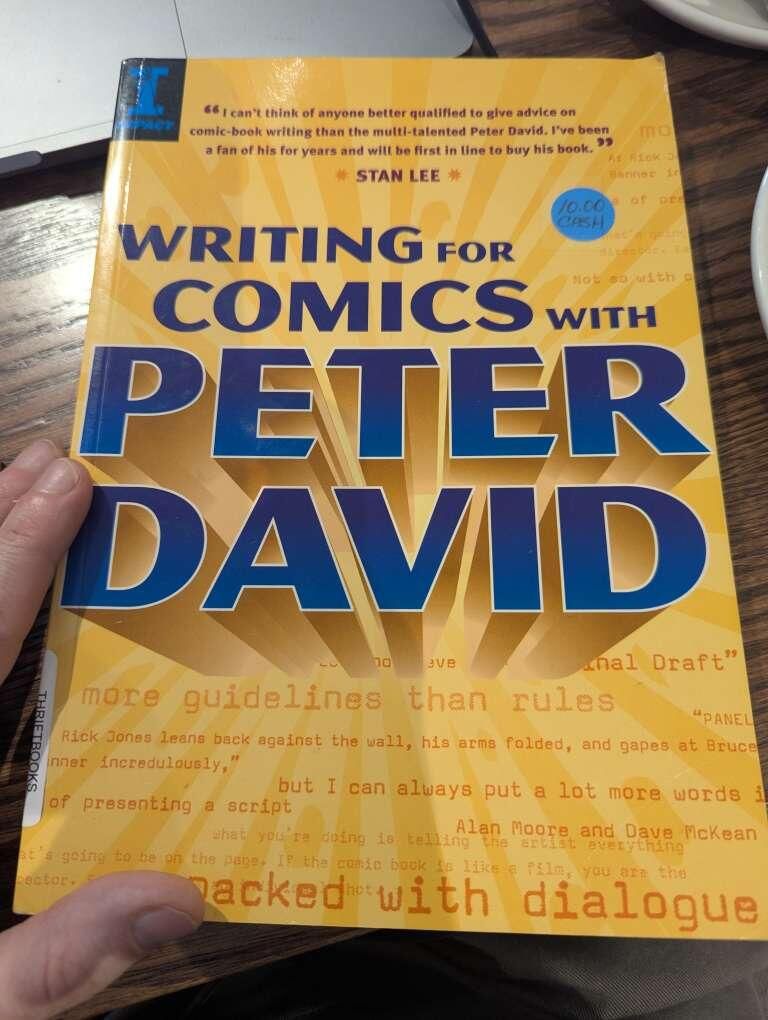 IMPACT
“I can't think of anyone better qualified to give advice on
comic-book writing than the multi-talented Peter David. I've been
a fan of his for years and will be first in line to buy his book.”
STAN LEE
10.00
CASH
Not so with
WRITING FOR
COMICS WITH
PETER
DAVID
Draft”
more guidelines than rules
“PANEL
Rick Jones leans back against the wall, his arms folded, and gapes at Bruce
incredulously,”
but I can always put a lot more words
of presenting a script
Alan Moore and Dave McKean
what you're doing is telling the artist everything
going to be on the page. If the comic book is like a film, you are the
packed with dialogue
THRIFTBOOKS